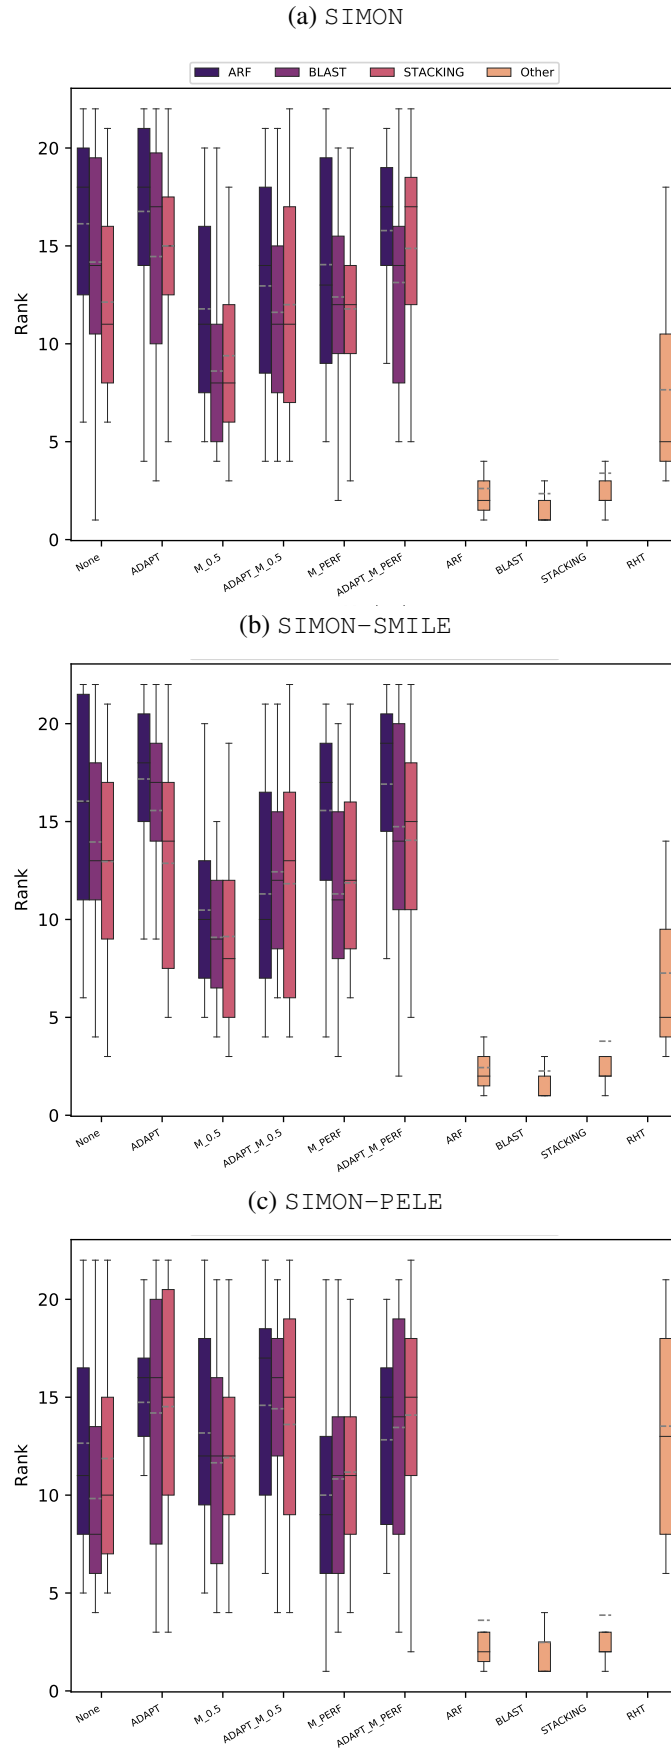 (a) SIMON
ARF BLAST STACKING Other
20
15
10
5
0
Rank
None ADAPT M_0.5 ADAPT_M_0.5 M_PERF ADAPT_M_PERF ARF BLAST STACKING RHT
(b) SIMON-SMILE
20
15
10
5
0
Rank
None ADAPT M_0.5 ADAPT_M_0.5 M_PERF ADAPT_M_PERF ARF BLAST STACKING RHT
(c) SIMON-PELE
20
15
10
5
0
Rank
None ADAPT M_0.5 ADAPT_M_0.5 M_PERF ADAPT_M_PERF ARF BLAST STACKING RHT